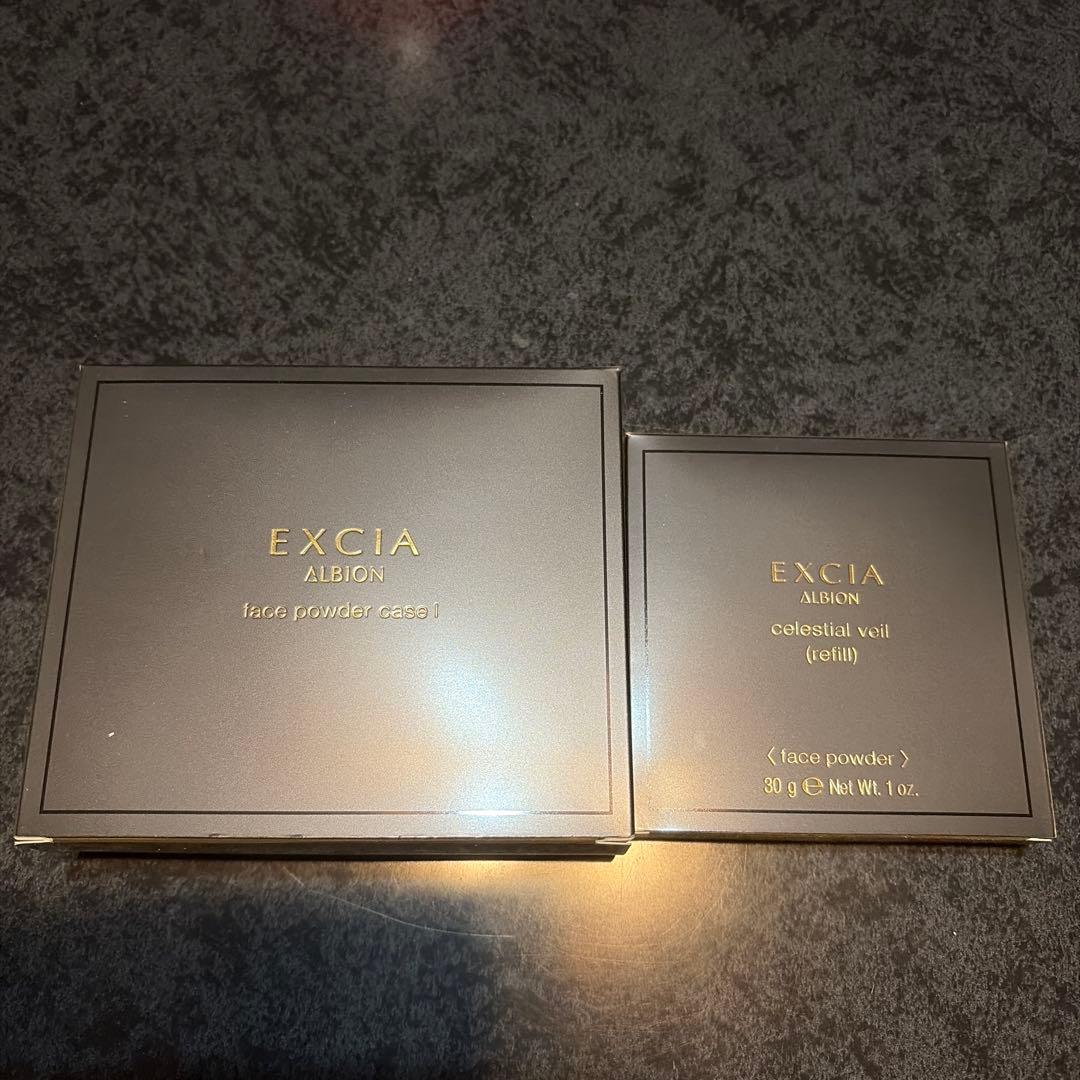 EXCIA
ALBION
face powder case I
EXCIA
ALBION
celestial veil
(refill)
〈face powder〉
30 g ℮ Net Wt. 1 oz.